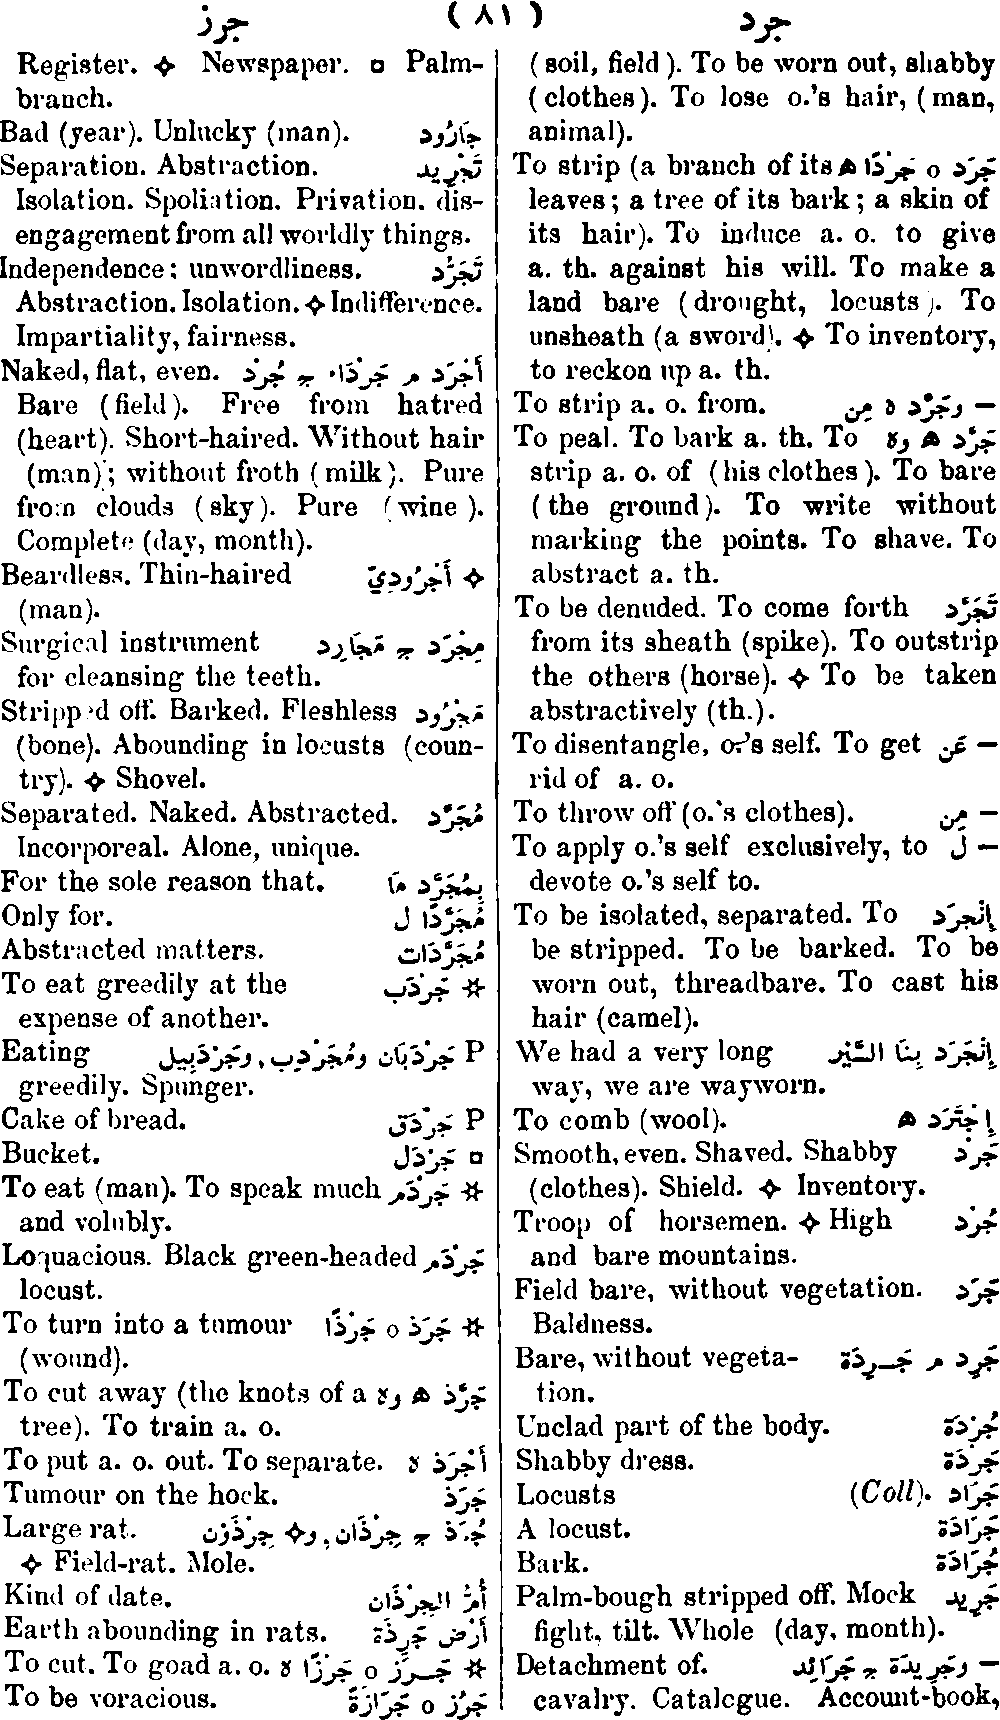 جرز ( ٨١ ) جرد
(soil, field). To be worn out, shabby
(clothes). To lose o.'s hair, (man,
animal).
To strip (a branch of its جَرَد o جَرْدًا ه
leaves; a tree of its bark; a skin of
its hair). To induce a. o. to give
a. th. against his will. To make a
land bare (drought, locusts). To
unsheath (a sword). ✧ To inventory,
to reckon up a. th.
To strip a. o. from. — وجَرَّد ه مِن
To peal. To bark a. th. To جَرَّد ه وه
strip a. o. of (his clothes). To bare
(the ground). To write without
marking the points. To shave. To
abstract a. th.
To be denuded. To come forth تَجَرَّد
from its sheath (spike). To outstrip
the others (horse). ✧ To be taken
abstractively (th.).
To disentangle, o.'s self. To get — عَن
rid of a. o.
To throw off (o.'s clothes). — مِن
To apply o.'s self exclusively, to — ل
devote o.'s self to.
To be isolated, separated. To إِنْجَرَد
be stripped. To be barked. To be
worn out, threadbare. To cast his
hair (camel).
We had a very long إِنْجَرَد بِنَا السَّيْر
way, we are wayworn.
To comb (wool). إِجْتَرَد ه
Smooth, even. Shaved. Shabby جَرْد
(clothes). Shield. ✧ Inventory.
Troop of horsemen. ✧ High جُرْد
and bare mountains.
Field bare, without vegetation. جَرَد
Baldness.
Bare, without vegeta- جَرِد م جَرِدَة
tion.
Unclad part of the body. جُرْدَة
Shabby dress. جَرْدَة
Locusts (Coll). جَرَاد
A locust. جَرَادَة
Bark. جُرَادَة
Palm-bough stripped off. Mock جَرِيد
fight, tilt. Whole (day, month).
Detachment of. — وجَرِيدَة ج جَرَائِد
cavalry. Catalogue. Account-book,
Register. ✧ Newspaper. ▫ Palm-
branch.
Bad (year). Unlucky (man). جَارُود
Separation. Abstraction. تَجْرِيد
Isolation. Spoliation. Privation. dis-
engagement from all worldly things.
Independence; unwordliness. تَجَرُّد
Abstraction. Isolation. ✧ Indifference.
Impartiality, fairness.
Naked, flat, even. أَجْرَد م جَرْدَاء ج جُرْد
Bare (field). Free from hatred
(heart). Short-haired. Without hair
(man); without froth (milk). Pure
from clouds (sky). Pure (wine).
Complete (day, month).
Beardless. Thin-haired ✧ أَجْرُودِيّ
(man).
Surgical instrument مِجْرَد ج مَجَارِد
for cleansing the teeth.
Stripped off. Barked. Fleshless مَجْرُود
(bone). Abounding in locusts (coun-
try). ✧ Shovel.
Separated. Naked. Abstracted. مُجَرَّد
Incorporeal. Alone, unique.
For the sole reason that. بِمُجَرَّد مَا
Only for. مُجَرَّدًا ل
Abstracted matters. مُجَرَّدَات
To eat greedily at the ✲ جَرْدَب
expense of another.
Eating P جَرْدَبَان ومُجَرْدِب, وجَرْدَبِيل
greedily. Spunger.
Cake of bread. P جَرْدَق
Bucket. ▫ جَرْدَل
To eat (man). To speak much ✲ جَرْدَم
and volubly.
Loquacious. Black green-headed جَرْدَم
locust.
To turn into a tumour ✲ جَرَذ o جَرْذًا
(wound).
To cut away (the knots of a جَرَّذ ه وه
tree). To train a. o.
To put a. o. out. To separate. أَجْرَذ ه
Tumour on the hock. جَرَذ
Large rat. جُرَذ ج جِرْذَان, و✧ جِرْذَوْن
✧ Field-rat. Mole.
Kind of date. أُمّ الجِرْذَان
Earth abounding in rats. أَرْض جَرِذَة
To cut. To goad a. o. ✲ جَرَز o جَرْزًا ه
To be voracious. جَرُز o جَرَازَةً